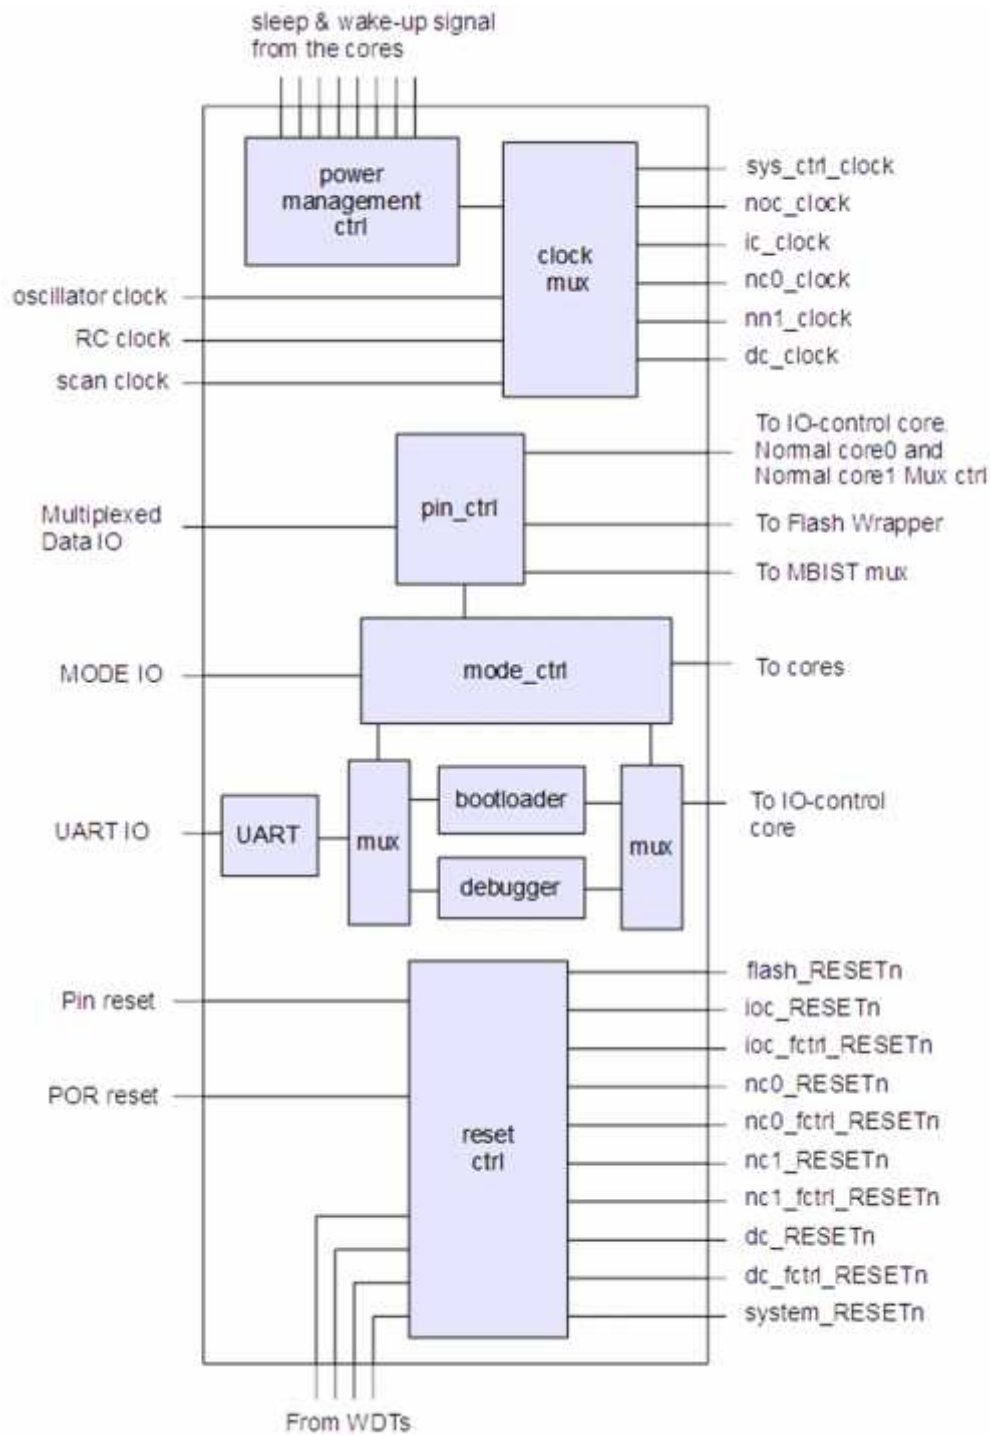 sleep & wake-up signal
from the cores
power
management
ctrl
clock
mux
sys_ctrl_clock
noc_clock
ic_clock
nc0_clock
nn1_clock
dc_clock
oscillator clock
RC clock
scan clock
To IO-control core
Normal core0 and
Normal core1 Mux ctrl
pin_ctrl
Multiplexed
Data IO
To Flash Wrapper
To MBIST mux
MODE IO
mode_ctrl
To cores
UART IO
UART
mux
bootloader
debugger
mux
To IO-control
core
Pin reset
POR reset
reset
ctrl
flash_RESETn
ioc_RESETn
ioc_fctrl_RESETn
nc0_RESETn
nc0_fctrl_RESETn
nc1_RESETn
nc1_fctrl_RESETn
dc_RESETn
dc_fctrl_RESETn
system_RESETn
From WDTs